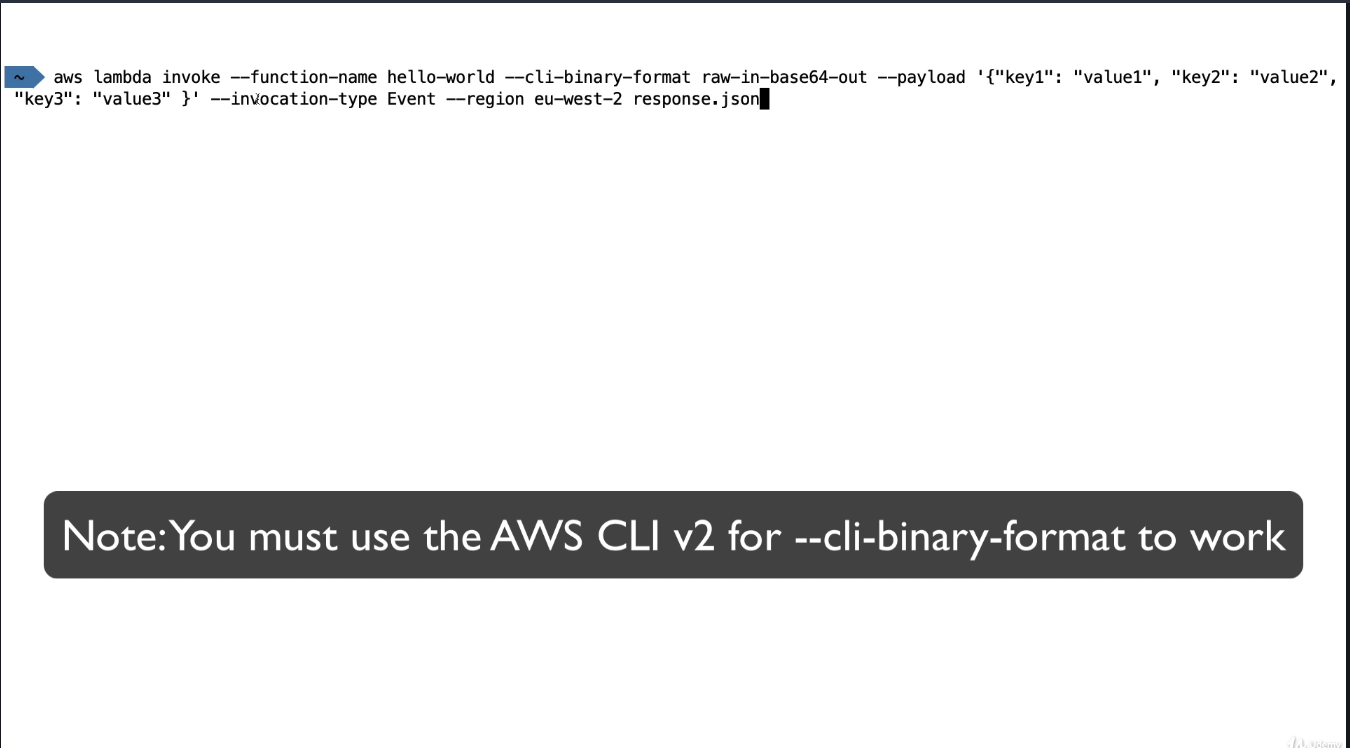 ~ aws lambda invoke --function-name hello-world --cli-binary-format raw-in-base64-out --payload '{"key1": "value1", "key2": "value2",
"key3": "value3" }' --invocation-type Event --region eu-west-2 response.json
Note: You must use the AWS CLI v2 for --cli-binary-format to work
Udemy